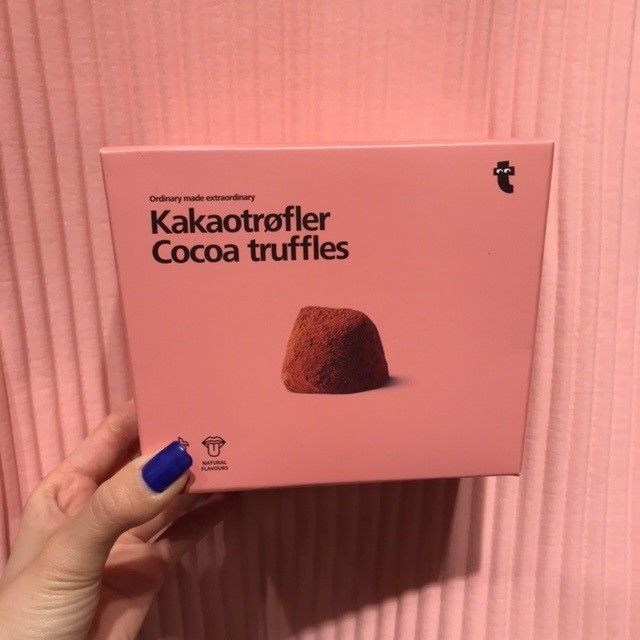 Ordinary made extraordinary
Kakaotrøfler
Cocoa truffles
t
NATURAL
FLAVOURS